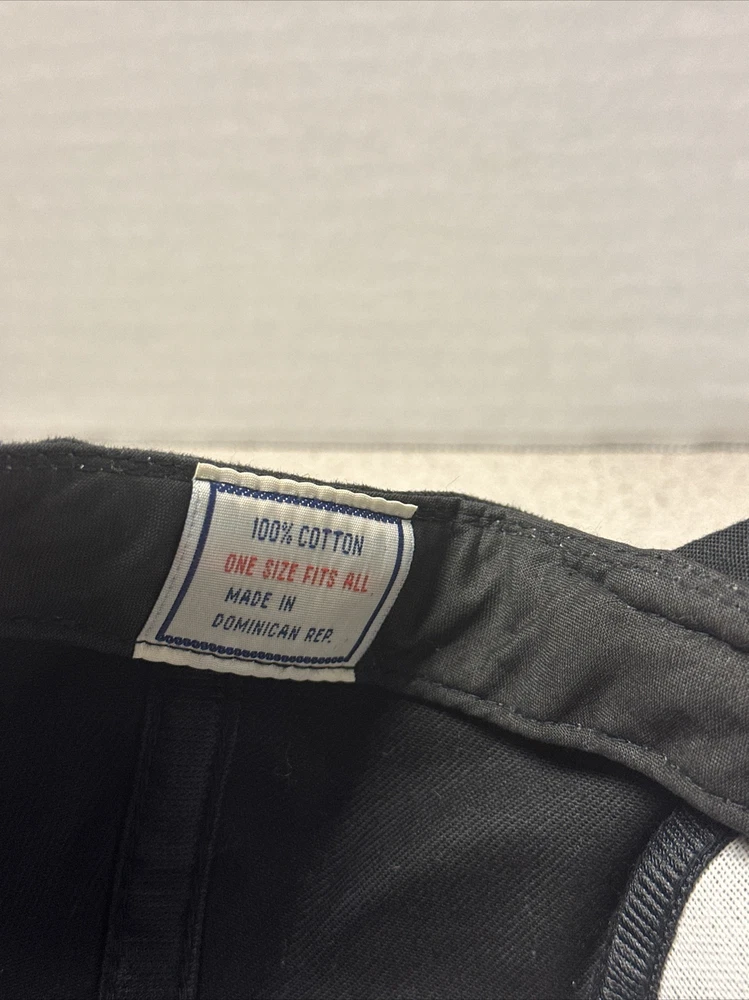 100% COTTON
ONE SIZE FITS ALL
MADE IN
DOMINICAN REP.